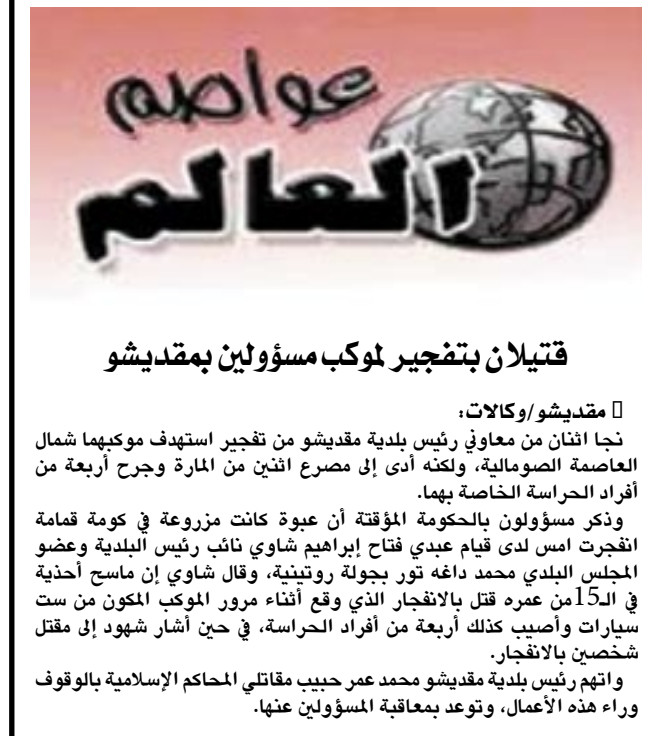 عواصم
العالم
قتيلان بتفجير لموكب مسؤولين بمقديشو
▯ مقديشو/وكالات:
نجا اثنان من معاوني رئيس بلدية مقديشو من تفجير استهدف موكبهما شمال
العاصمة الصومالية، ولكنه أدى إلى مصرع اثنين من المارة وجرح أربعة من
أفراد الحراسة الخاصة بهما.
وذكر مسؤولون بالحكومة المؤقتة أن عبوة كانت مزروعة في كومة قمامة
انفجرت امس لدى قيام عبدي فتاح إبراهيم شاوي نائب رئيس البلدية وعضو
المجلس البلدي محمد داغه تور بجولة روتينية، وقال شاوي إن ماسح أحذية
في الـ15من عمره قتل بالانفجار الذي وقع أثناء مرور الموكب المكون من ست
سيارات وأصيب كذلك أربعة من أفراد الحراسة، في حين أشار شهود إلى مقتل
شخصين بالانفجار.
واتهم رئيس بلدية مقديشو محمد عمر حبيب مقاتلي المحاكم الإسلامية بالوقوف
وراء هذه الأعمال، وتوعد بمعاقبة المسؤولين عنها.